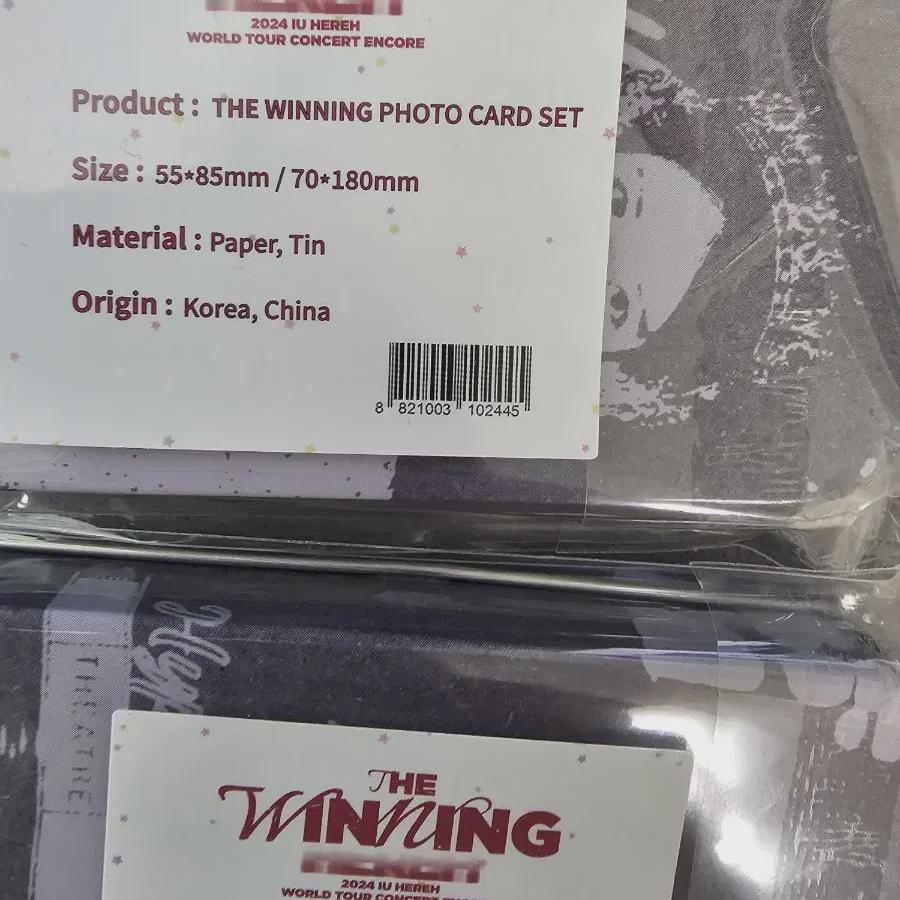 2024 IU HEREH
WORLD TOUR CONCERT ENCORE
Product : THE WINNING PHOTO CARD SET
Size : 55*85mm / 70*180mm
Material : Paper, Tin
Origin : Korea, China
8 821003 102445
THEATRE
THE
WINNING
2024 IU HEREH
WORLD TOUR CONCERT